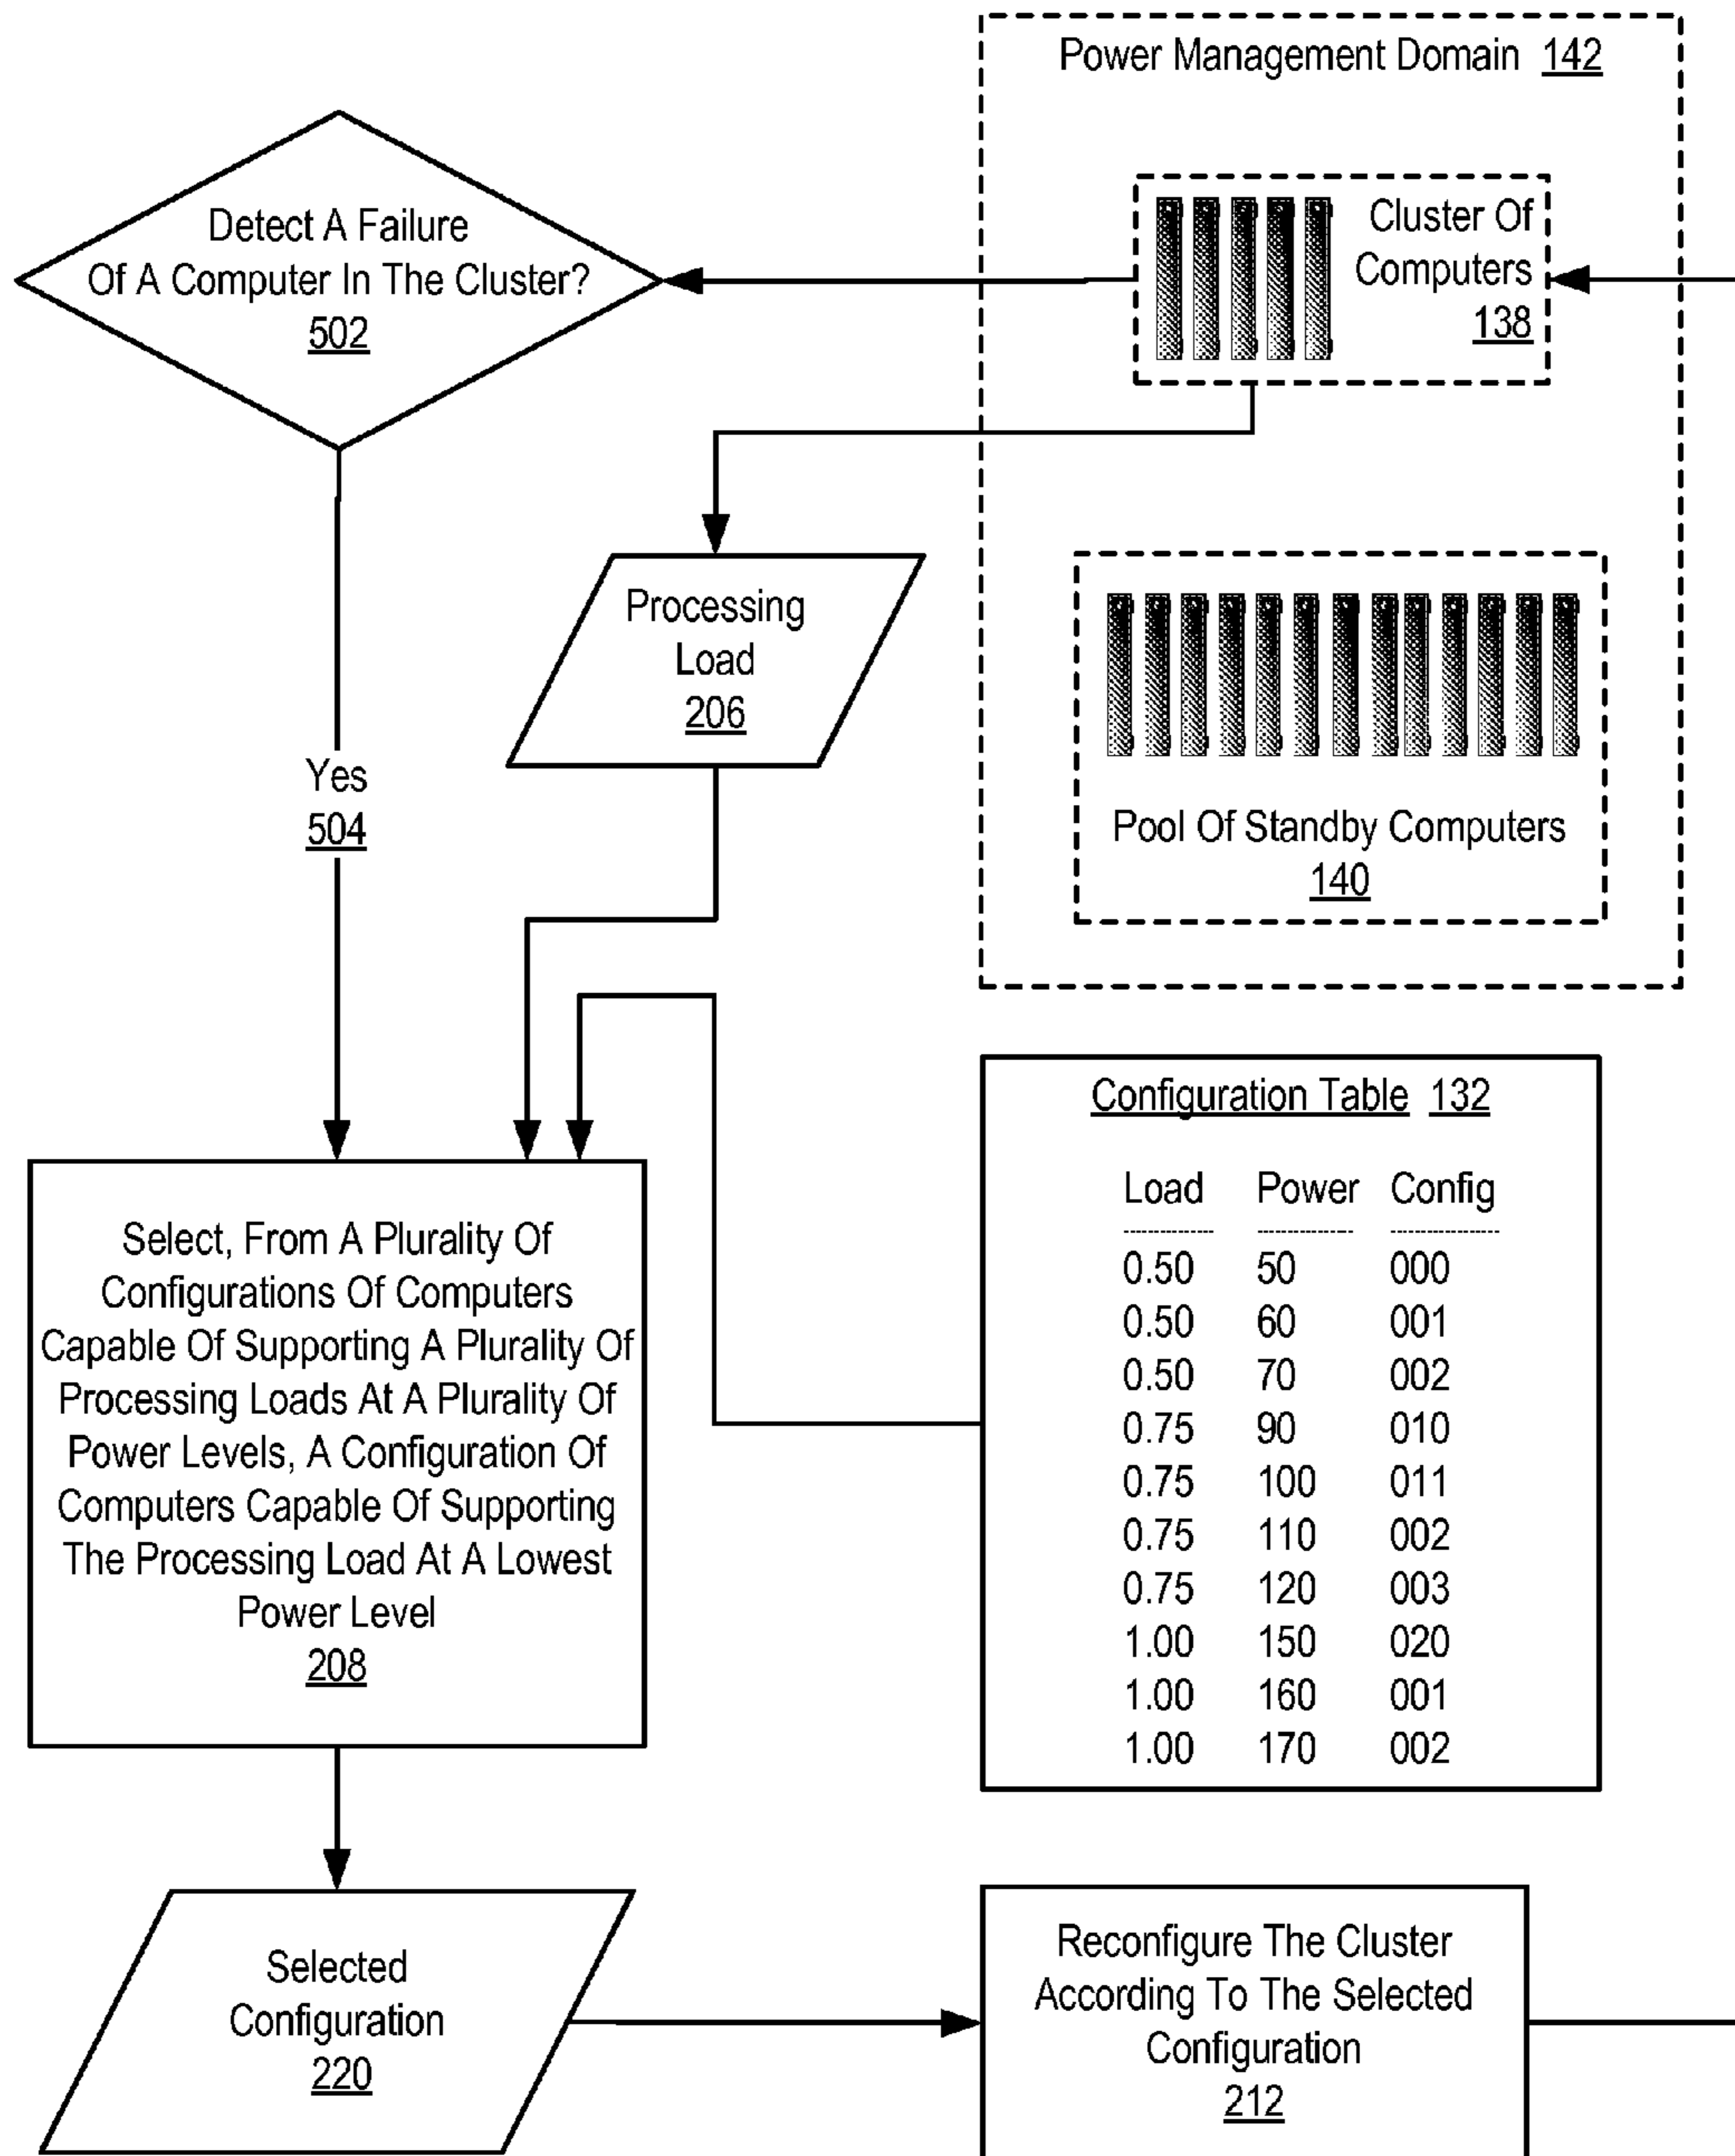 Power Management Domain 142
Detect A Failure
Of A Computer In The Cluster?
502
Cluster Of
Computers
138
Processing
Load
206
Yes
504
Pool Of Standby Computers
140
Configuration Table 132
Load Power Config
0.50 50 000
0.50 60 001
0.50 70 002
0.75 90 010
0.75 100 011
0.75 110 002
0.75 120 003
1.00 150 020
1.00 160 001
1.00 170 002
Select, From A Plurality Of
Configurations Of Computers
Capable Of Supporting A Plurality Of
Processing Loads At A Plurality Of
Power Levels, A Configuration Of
Computers Capable Of Supporting
The Processing Load At A Lowest
Power Level
208
Selected
Configuration
220
Reconfigure The Cluster
According To The Selected
Configuration
212